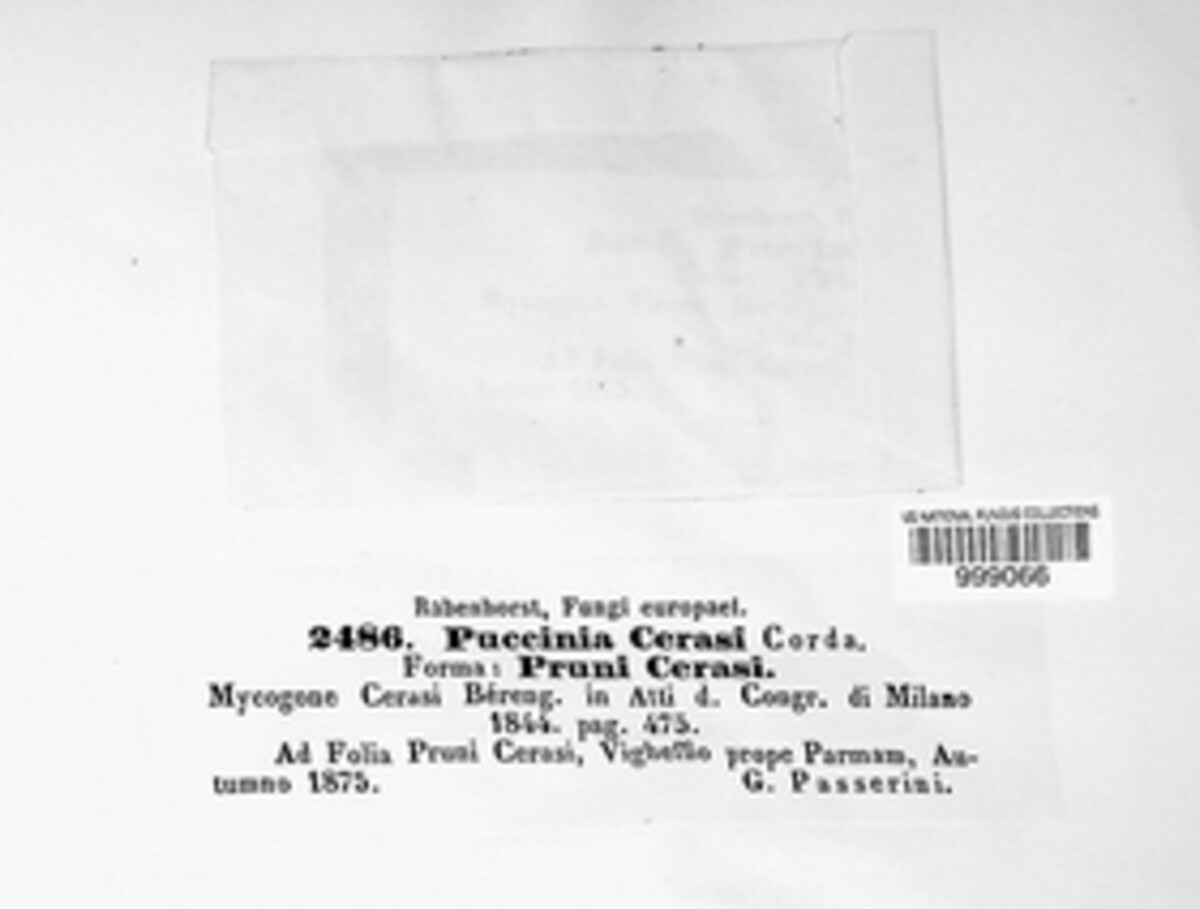 US NATIONAL FUNGUS COLLECTIONS
999066
Rabenhorst, Fungi europaei.
2486. Puccinia Cerasi Corda.
Forma: Pruni Cerasi.
Mycogone Cerasi Béreng. in Atti d. Congr. di Milano
1844. pag. 475.
Ad Folia Pruni Cerasi, Vigheffio prope Parmam, Au-
tumno 1875. G. Passerini.